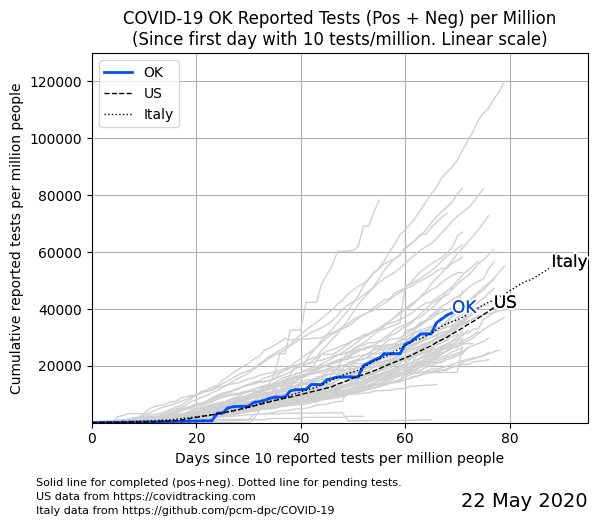 COVID-19 OK Reported Tests (Pos + Neg) per Million
(Since first day with 10 tests/million. Linear scale)
OK
US
Italy
Cumulative reported tests per million people
120000
100000
80000
60000
40000
20000
Italy
US
OK
0
20
40
60
80
Days since 10 reported tests per million people
Solid line for completed (pos+neg). Dotted line for pending tests.
US data from https://covidtracking.com
Italy data from https://github.com/pcm-dpc/COVID-19
22 May 2020